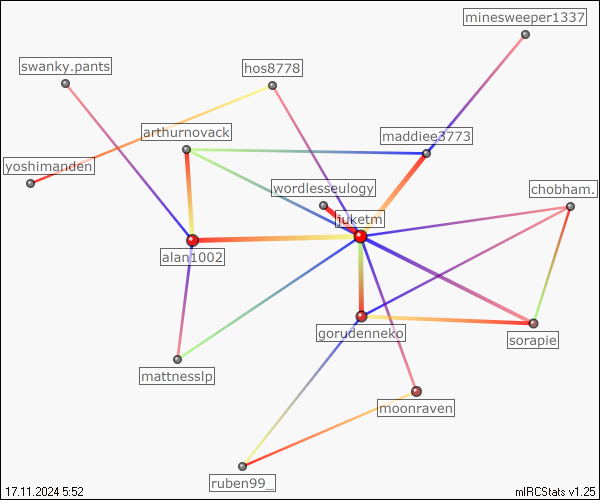 minesweeper1337
swanky.pants
hos8778
arthurnovack
maddiee3773
yoshimanden
wordlesseulogy
chobham.
juketm
alan1002
gorudenneko
sorapie
mattnesslp
moonraven
ruben99_
17.11.2024 5:52
mIRCStats v1.25